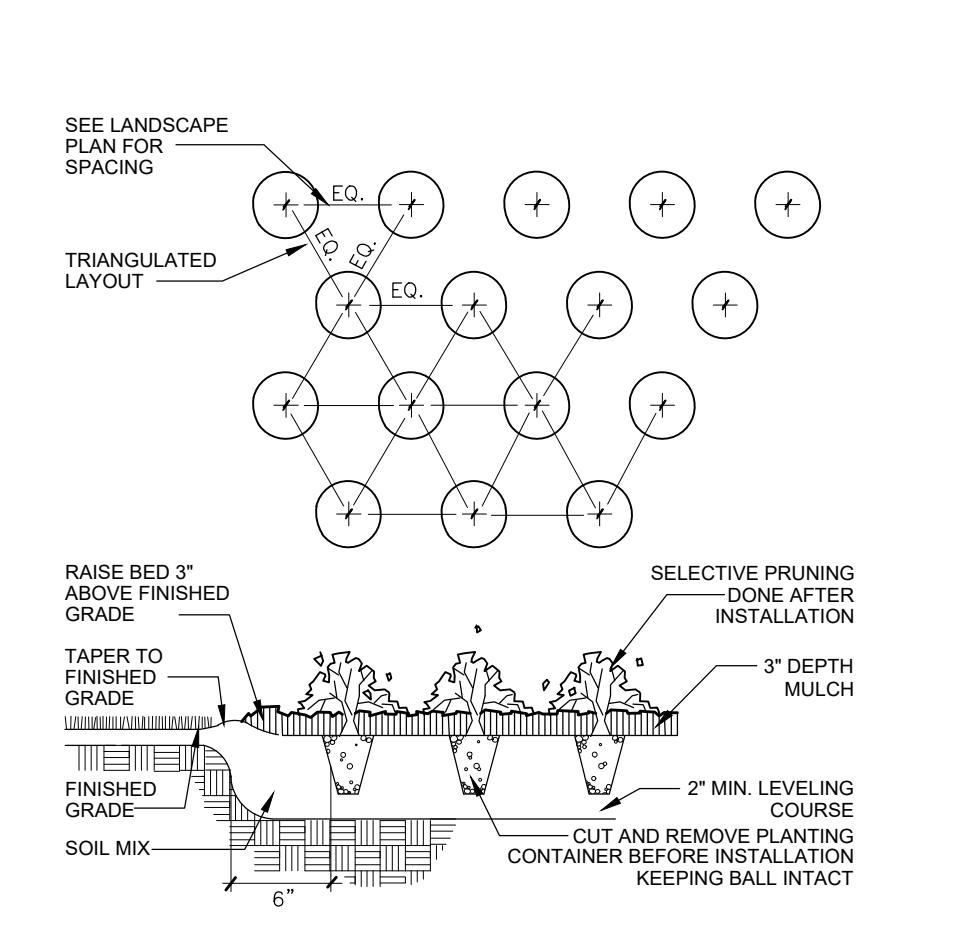 SEE LANDSCAPE
PLAN FOR
SPACING
EQ.
EQ.
EQ.
TRIANGULATED
LAYOUT
EQ.
RAISE BED 3"
ABOVE FINISHED
GRADE
SELECTIVE PRUNING
DONE AFTER
INSTALLATION
TAPER TO
FINISHED
GRADE
3" DEPTH
MULCH
FINISHED
GRADE
2" MIN. LEVELING
COURSE
SOIL MIX
CUT AND REMOVE PLANTING
CONTAINER BEFORE INSTALLATION
KEEPING BALL INTACT
6"